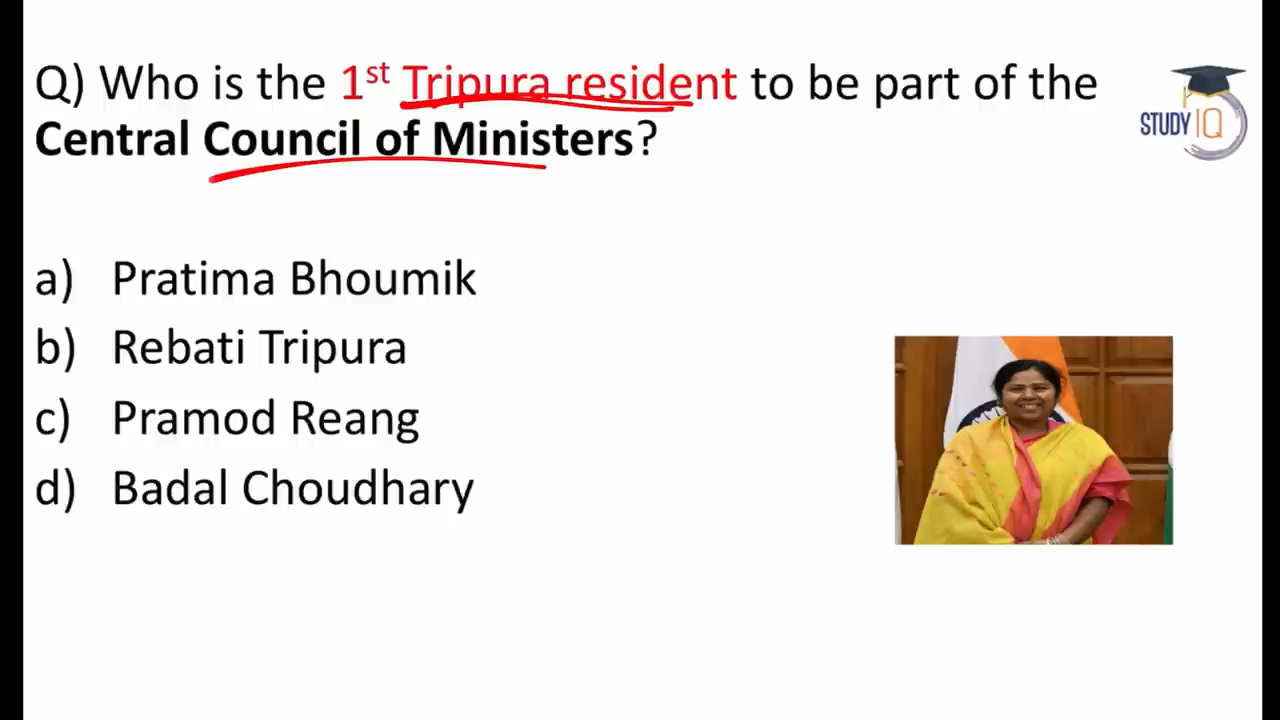 Q) Who is the 1st Tripura resident to be part of the
Central Council of Ministers?
STUDY IQ
a) Pratima Bhoumik
b) Rebati Tripura
c) Pramod Reang
d) Badal Choudhary